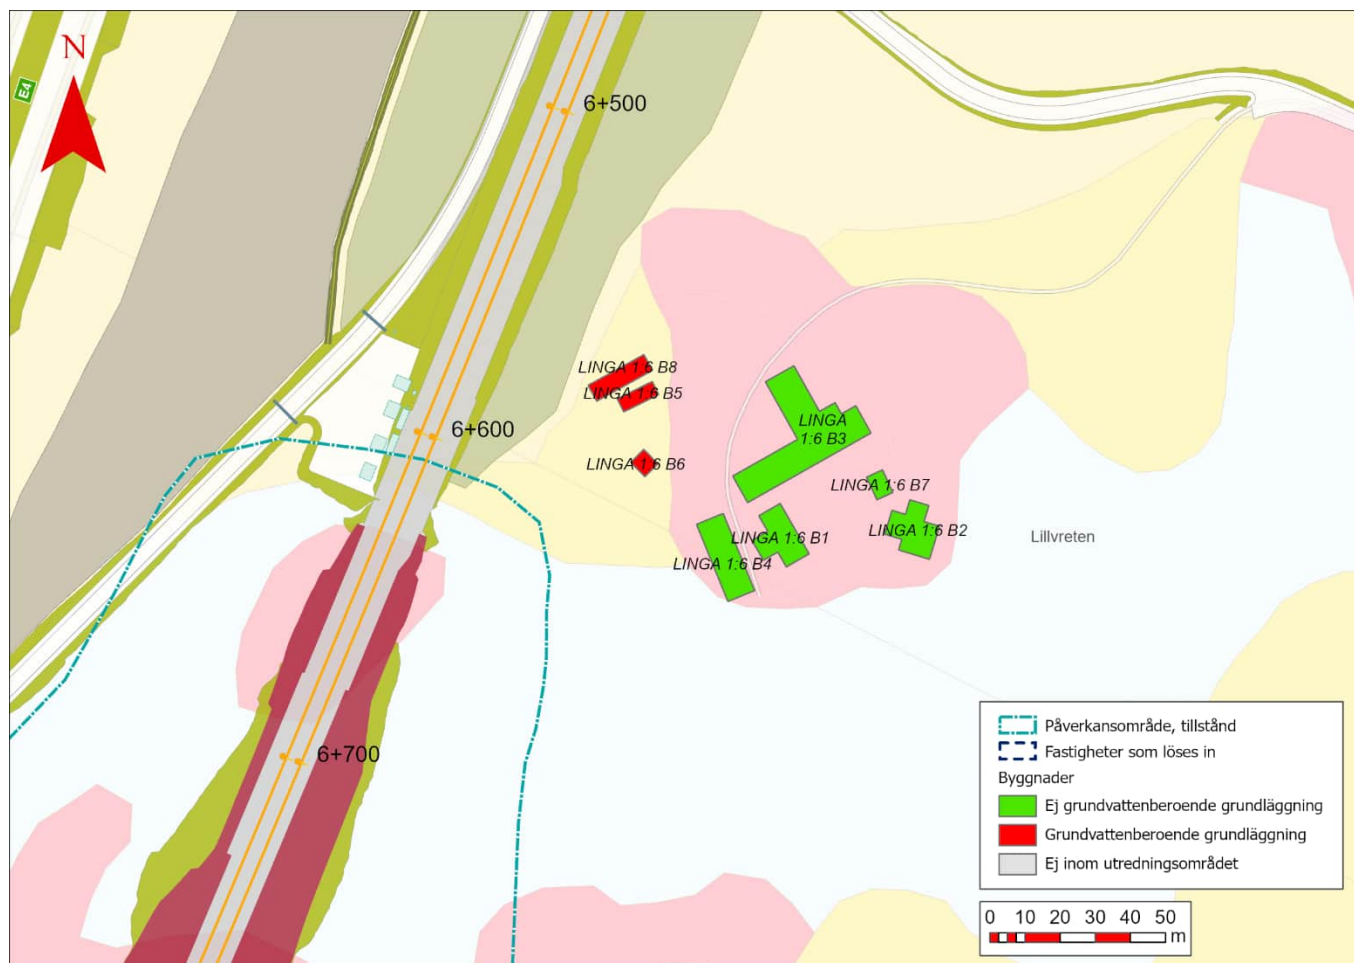 N
E4
6+500
LINGA 1:6 B8
LINGA 1:6 B5
6+600
LINGA
1:6 B3
LINGA 1:6 B6
LINGA 1:6 B7
LINGA 1:6 B2
LINGA 1:6 B1
Lillvreten
LINGA 1:6 B4
6+700
Påverkansområde, tillstånd
Fastigheter som löses in
Byggnader
Ej grundvattenberoende grundläggning
Grundvattenberoende grundläggning
Ej inom utredningsområdet
0 10 20 30 40 50
m